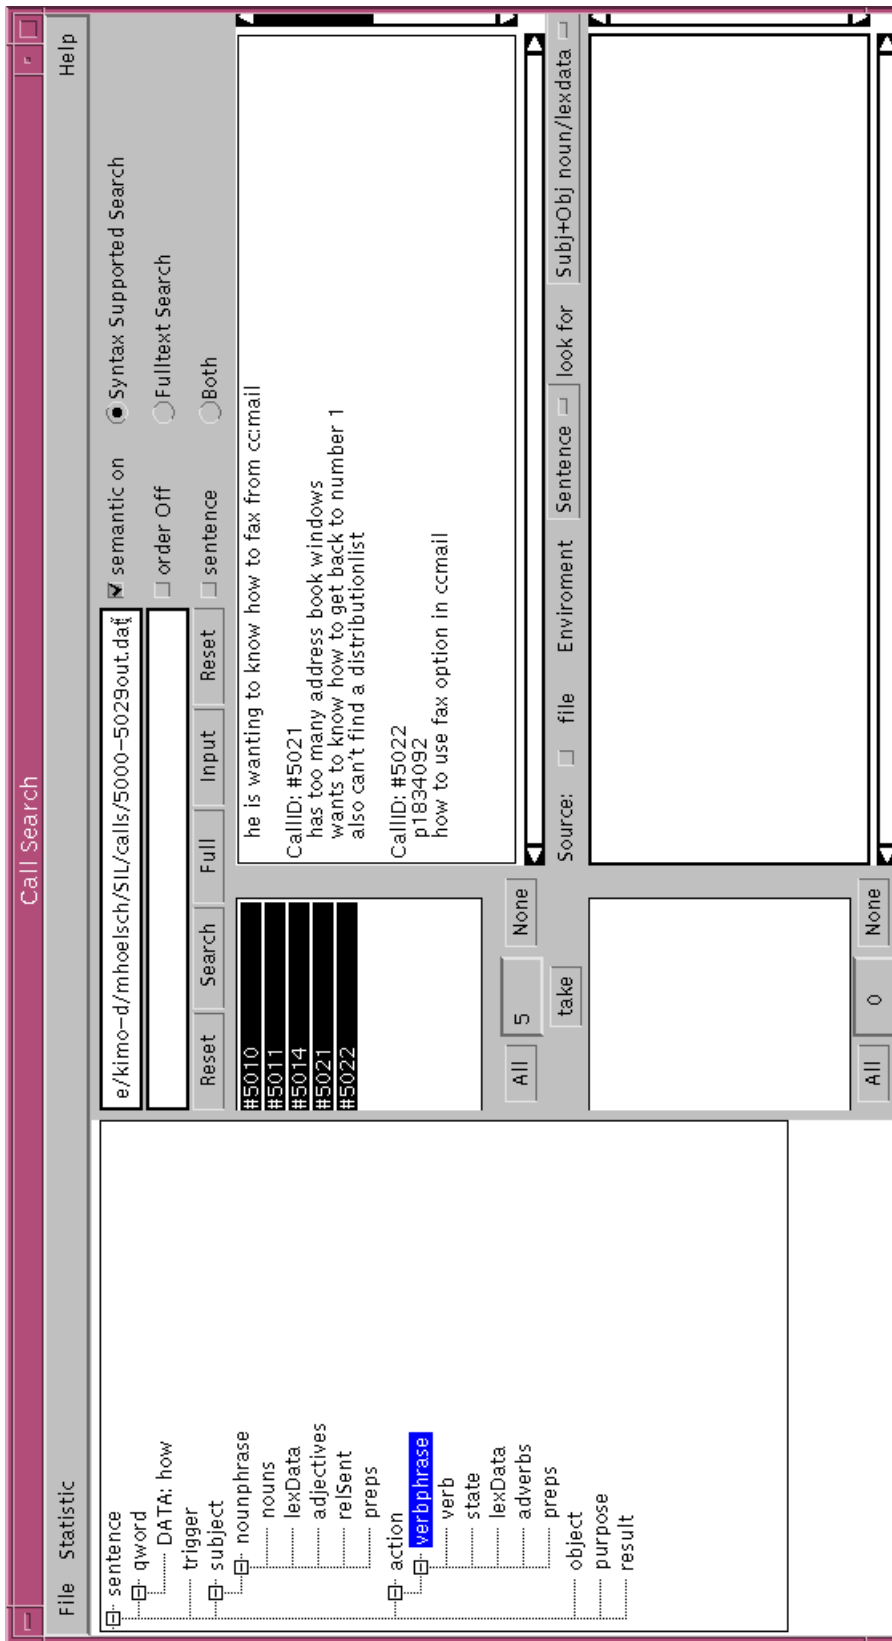 Call Search
File Statistic Help
sentence
qword
DATA: how
trigger
subject
nounphrase
nouns
lexData
adjectives
relSent
preps
action
verbphrase
verb
state
lexData
adverbs
preps
object
purpose
result
e/kimo-d/mhoelsch/SIL/calls/5000-5029out.dat
semantic on
Syntax Supported Search
order Off
Fulltext Search
Reset Search Full Input Reset
sentence
Both
#5010
#5011
#5014
#5021
#5022
All 5 None
he is wanting to know how to fax from cc:mail
CallID: #5021
has too many address book windows
wants to know how to get back to number 1
also can't find a distributionlist
CallID: #5022
p1834092
how to use fax option in ccmail
take
Source: file Enviroment Sentence look for Subj+Obj noun/lexdata
All 0 None